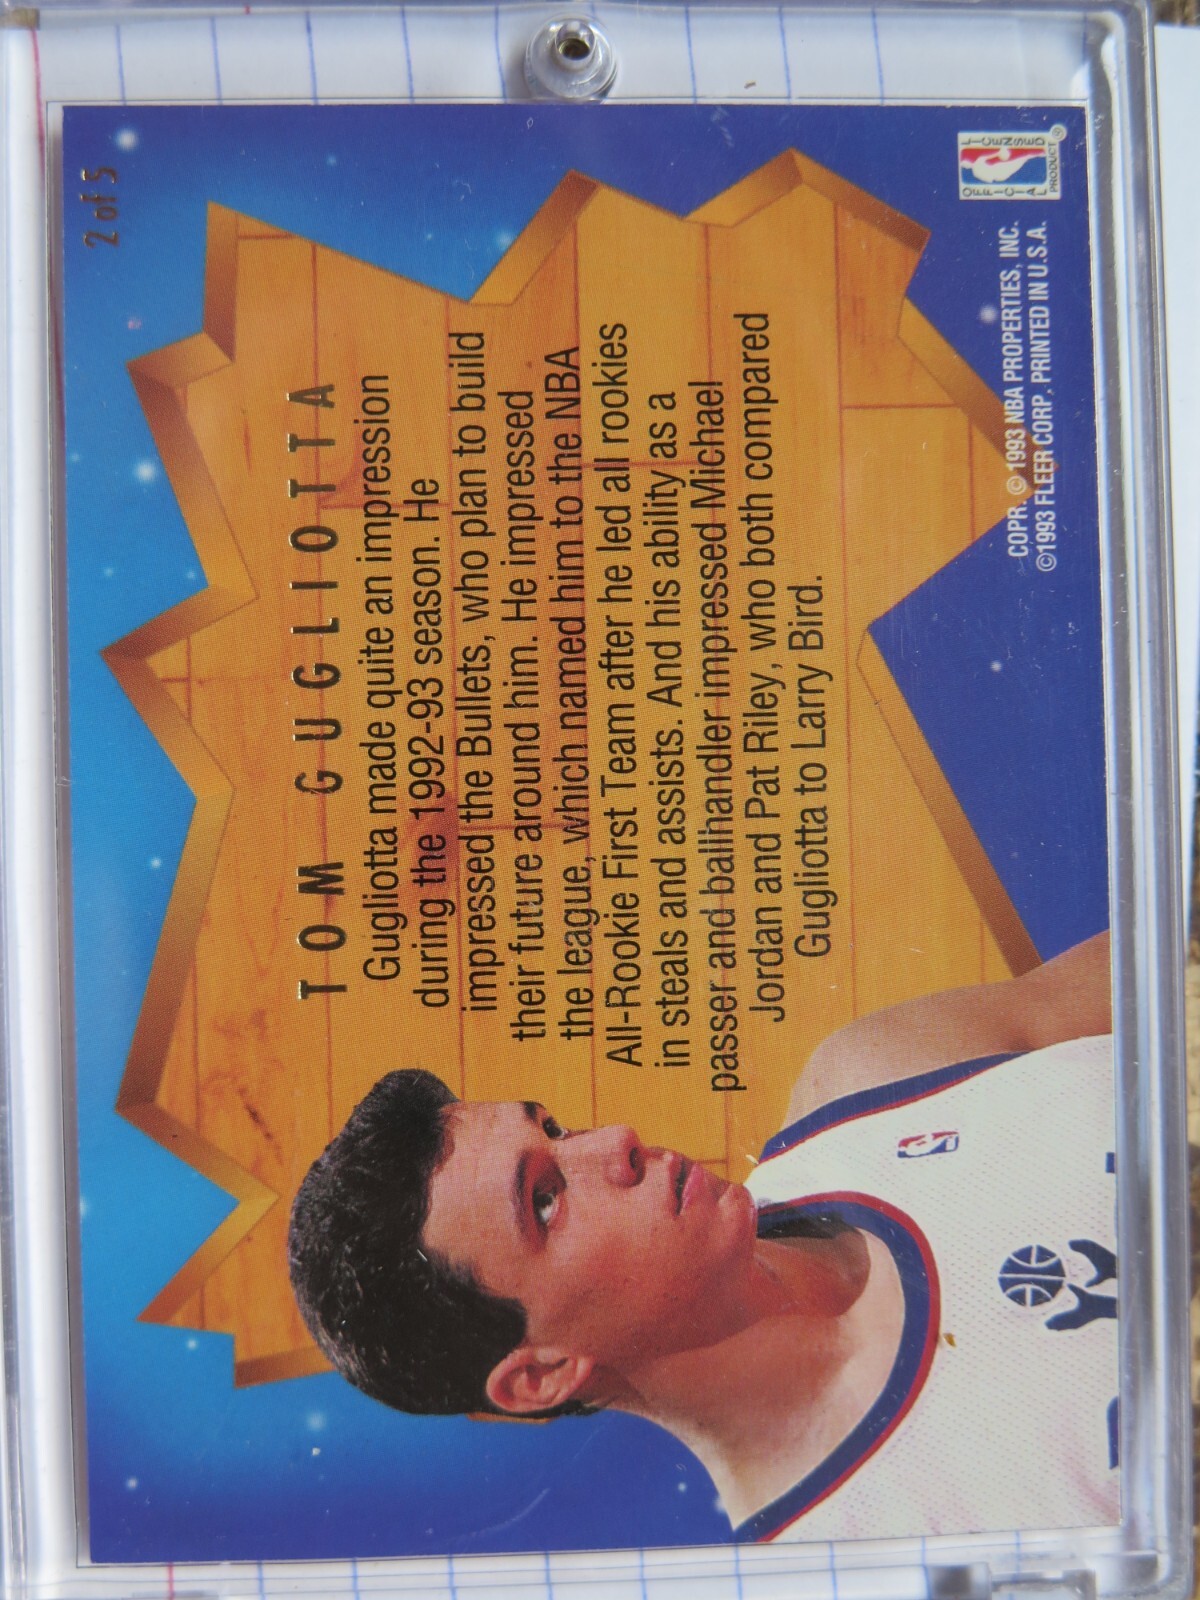 2 of 5
TOM GUGLIOTTA
Gugliotta made quite an impression
during the 1992-93 season. He
impressed the Bullets, who plan to build
their future around him. He impressed
the league, which named him to the NBA
All-Rookie First Team after he led all rookies
in steals and assists. And his ability as a
passer and ballhandler impressed Michael
Jordan and Pat Riley, who both compared
Gugliotta to Larry Bird.
OFFICIAL
LICENSED
PRODUCT®
COPR. © 1993 NBA PROPERTIES, INC.
©1993 FLEER CORP., PRINTED IN U.S.A.